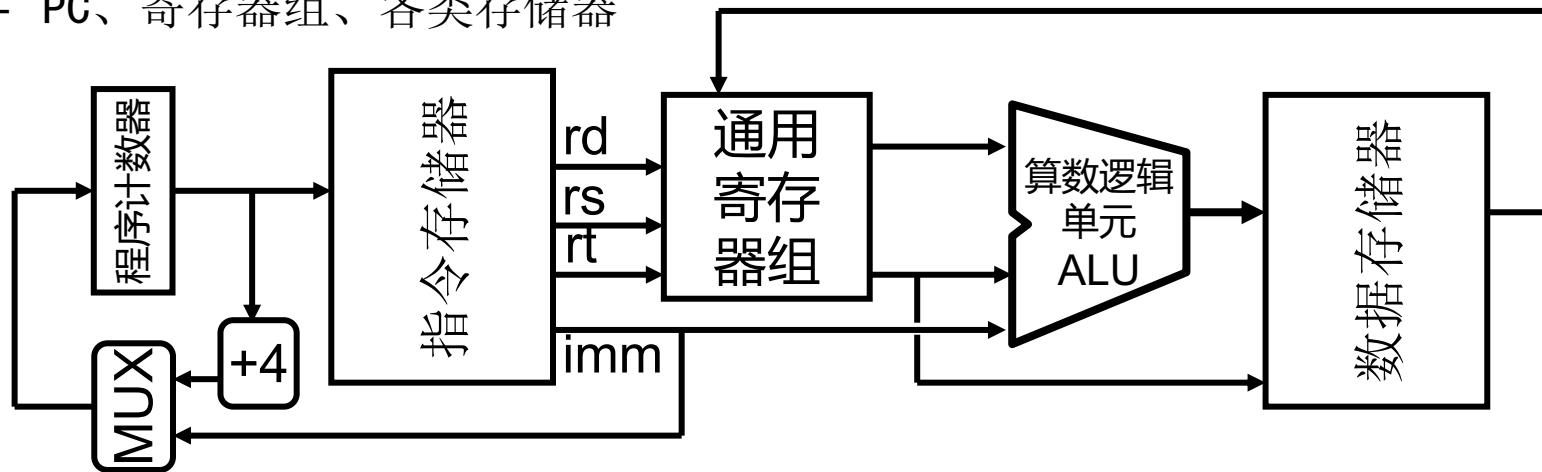 - PC、寄存器组、各类存储器
程序计数器
+4
MUX
指令存储器
rd
rs
rt
imm
通用
寄存
器组
算数逻辑
单元
ALU
数据存储器